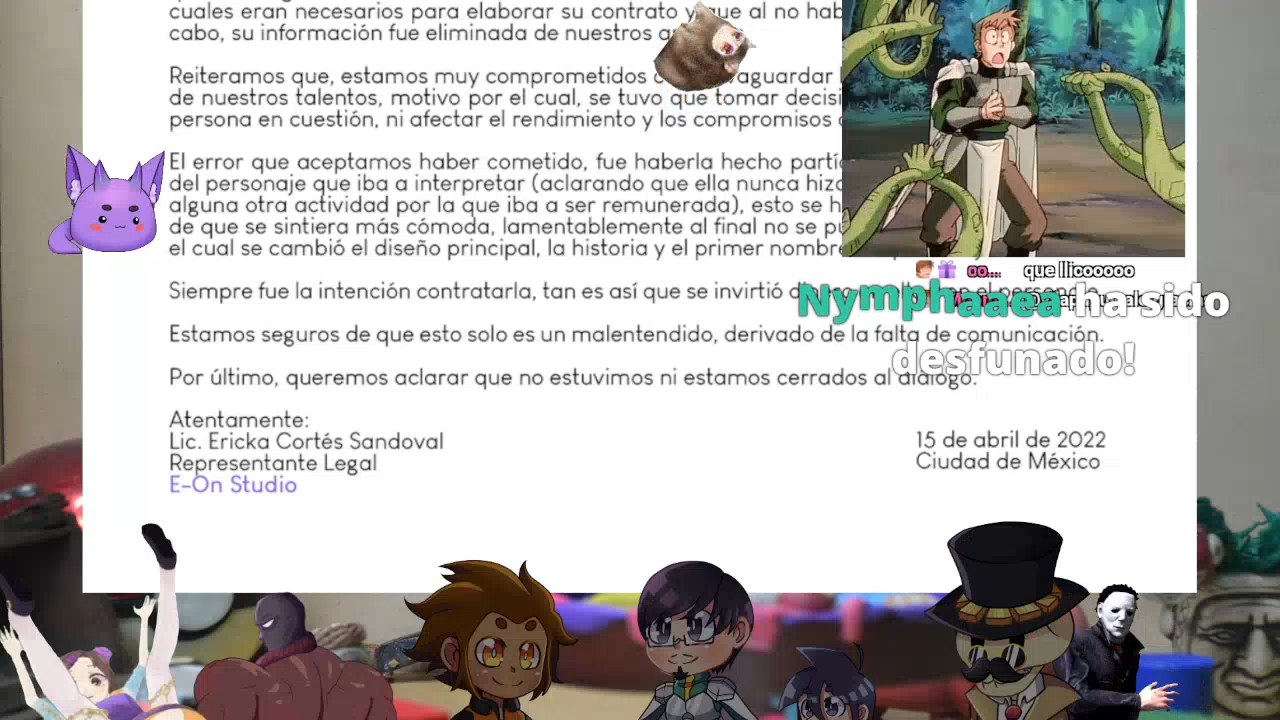 cuales eran necesarios para elaborar su contrato y que al no hab
cabo, su información fue eliminada de nuestros a
Reiteramos que, estamos muy comprometidos
de nuestros talentos, motivo por el cual, se tuvo que tomar decisi
persona en cuestión, ni afectar el rendimiento y los compromisos
El error que aceptamos haber cometido, fue haberla hecho partíc
del personaje que iba a interpretar (aclarando que ella nunca hizo
alguna otra actividad por la que iba a ser remunerada), esto se h
de que se sintiera más cómoda, lamentablemente al final no se pu
el cual se cambió el diseño principal, la historia y el primer nombre
oo... que llicooooo
Siempre fue la intención contratarla, tan es así que se invirtió
Nymphaaea ha sido
desfunado!
Estamos seguros de que esto solo es un malentendido, derivado de la falta de comunicación.
Por último, queremos aclarar que no estuvimos ni estamos cerrados al diálogo.
Atentamente:
Lic. Ericka Cortés Sandoval
Representante Legal
E-On Studio
15 de abril de 2022
Ciudad de México